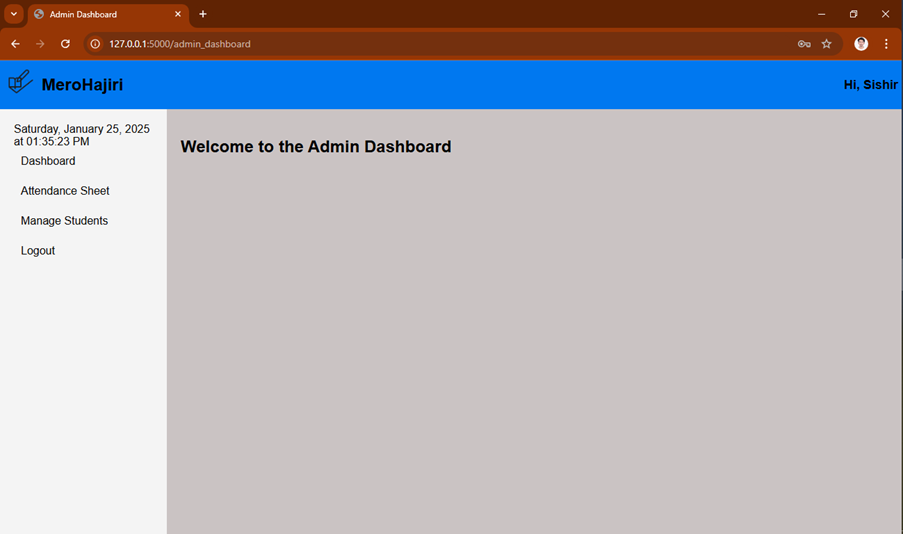 Admin Dashboard
127.0.0.1:5000/admin_dashboard
MeroHajiri
Hi, Sishir
Saturday, January 25, 2025
at 01:35:23 PM
Dashboard
Attendance Sheet
Manage Students
Logout
Welcome to the Admin Dashboard